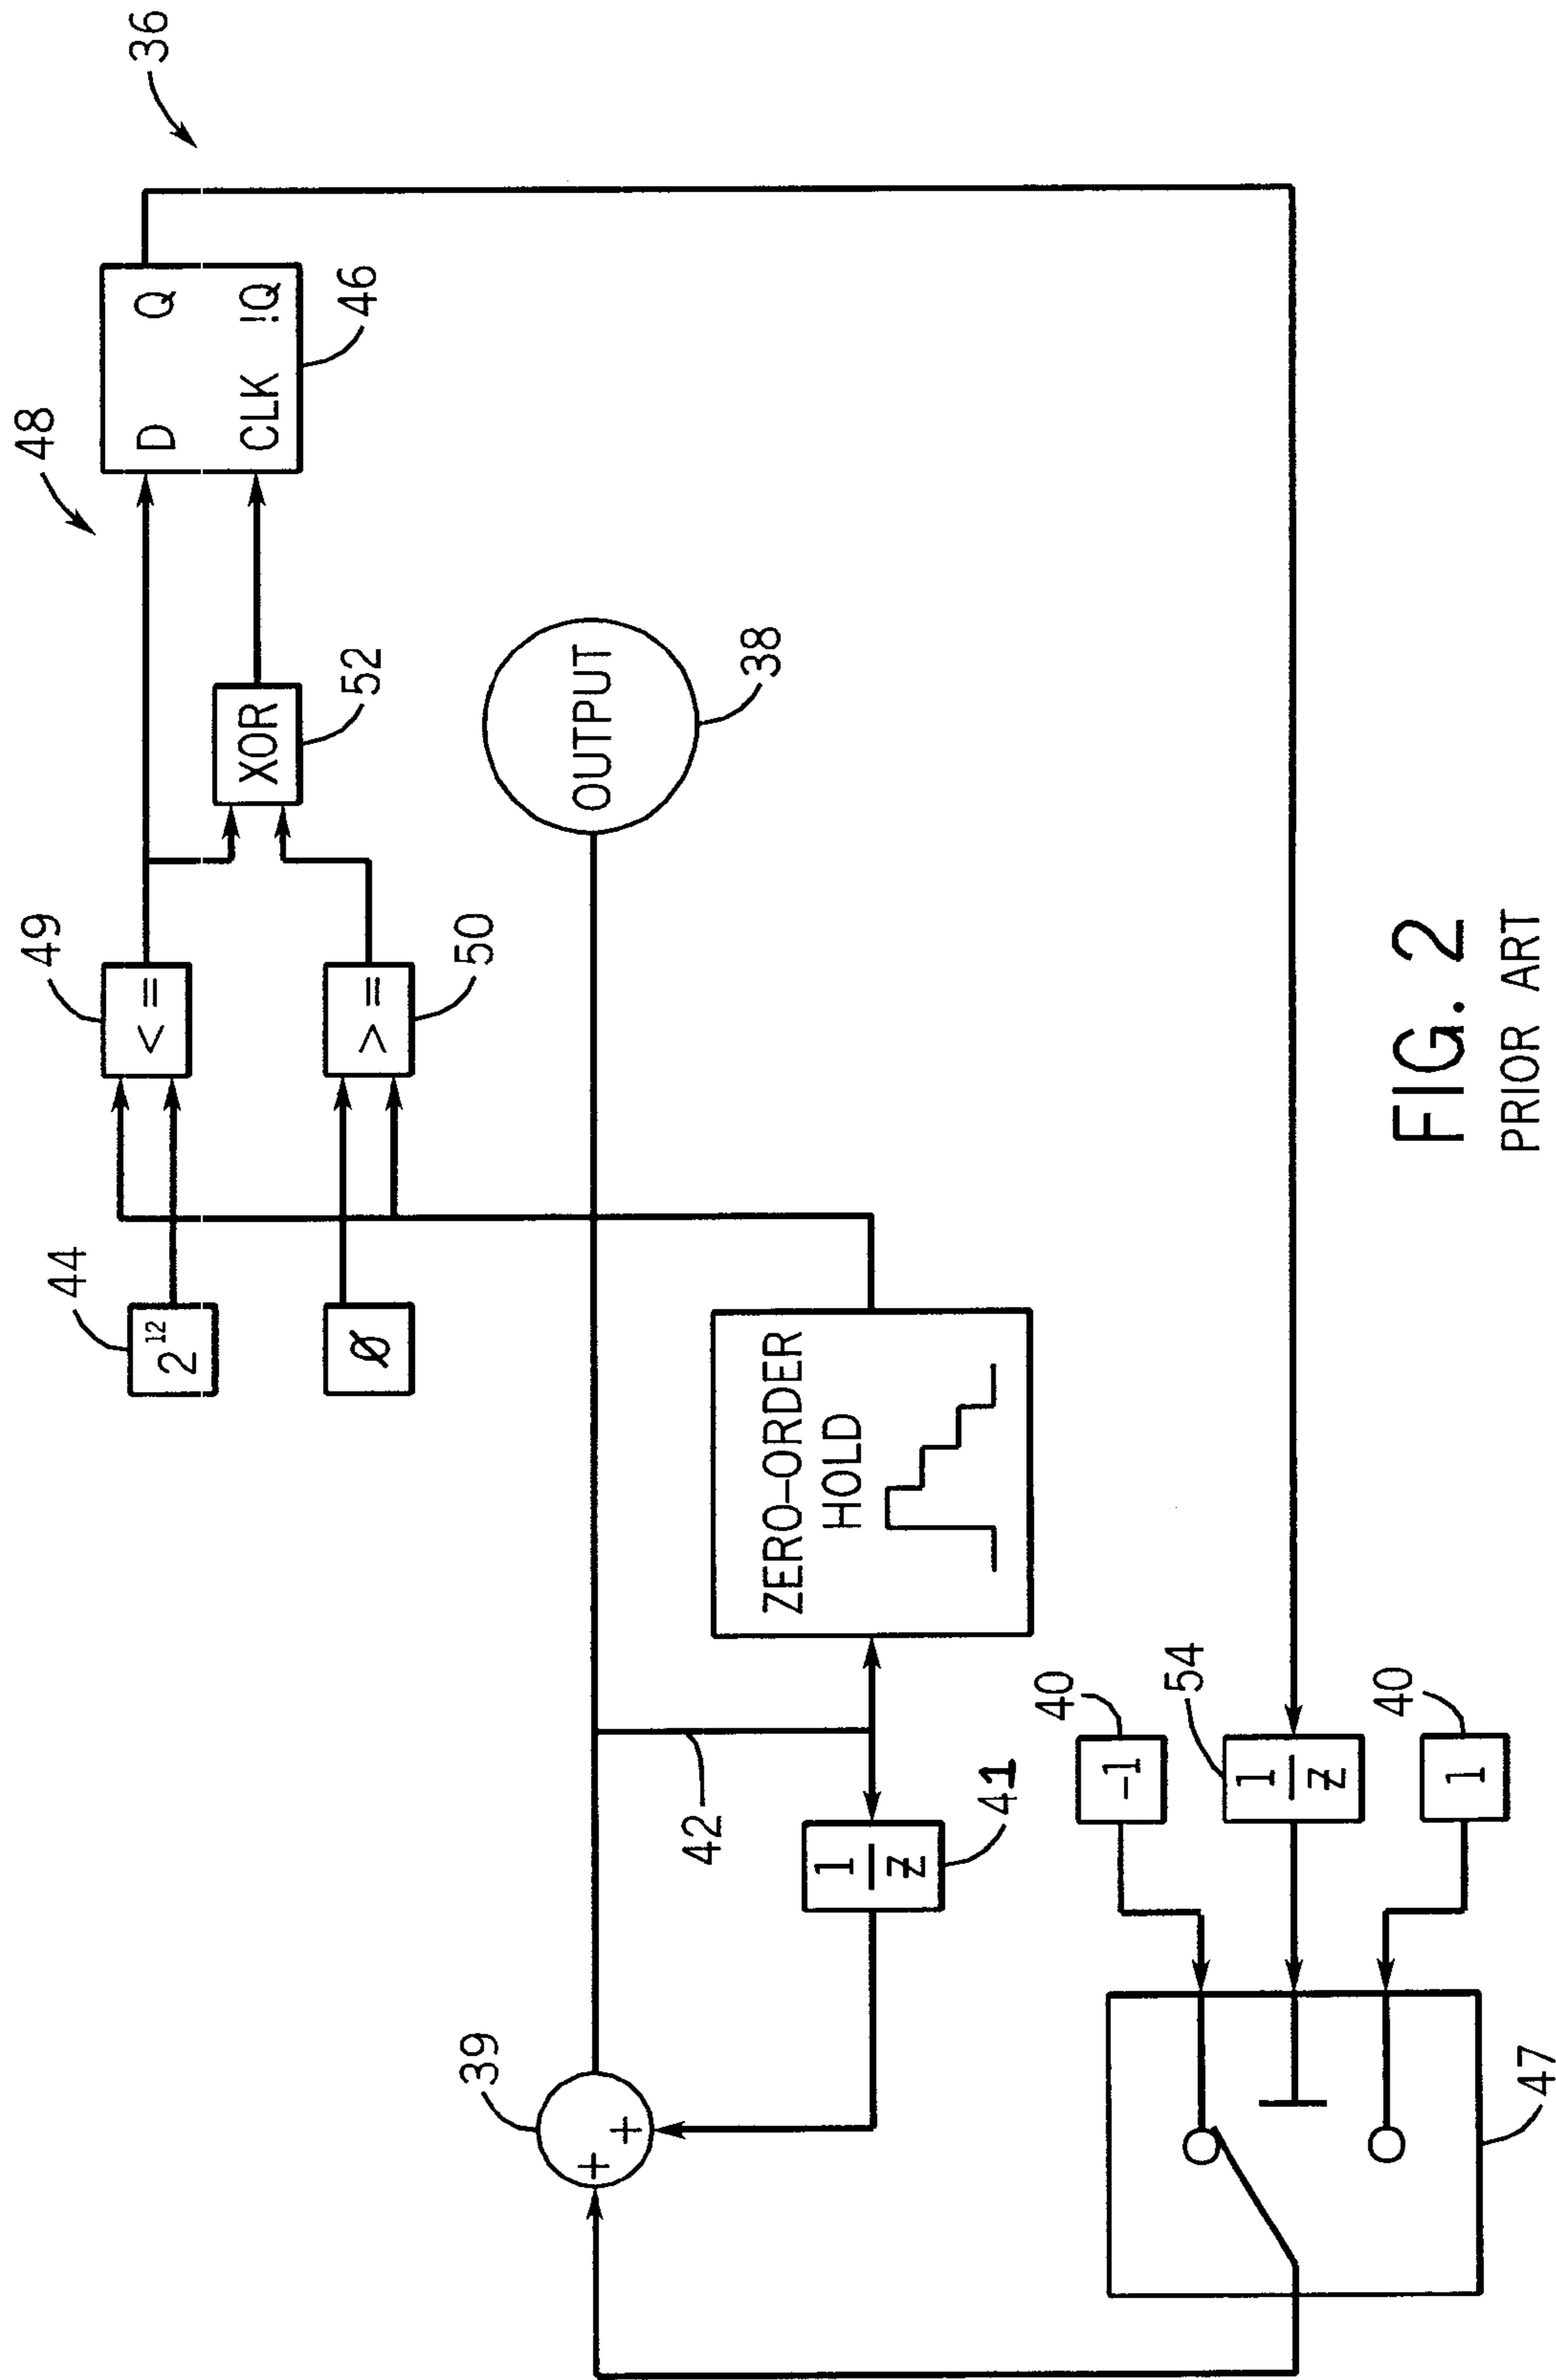 36
48
49
44
2¹²
<=
D Q
CLK !Q
46
XOR
52
Ø
>=
50
OUTPUT
38
39
+
+
42
1
z
41
ZERO-ORDER
HOLD
40
-1
54
1
z
40
1
47
FIG. 2
PRIOR ART